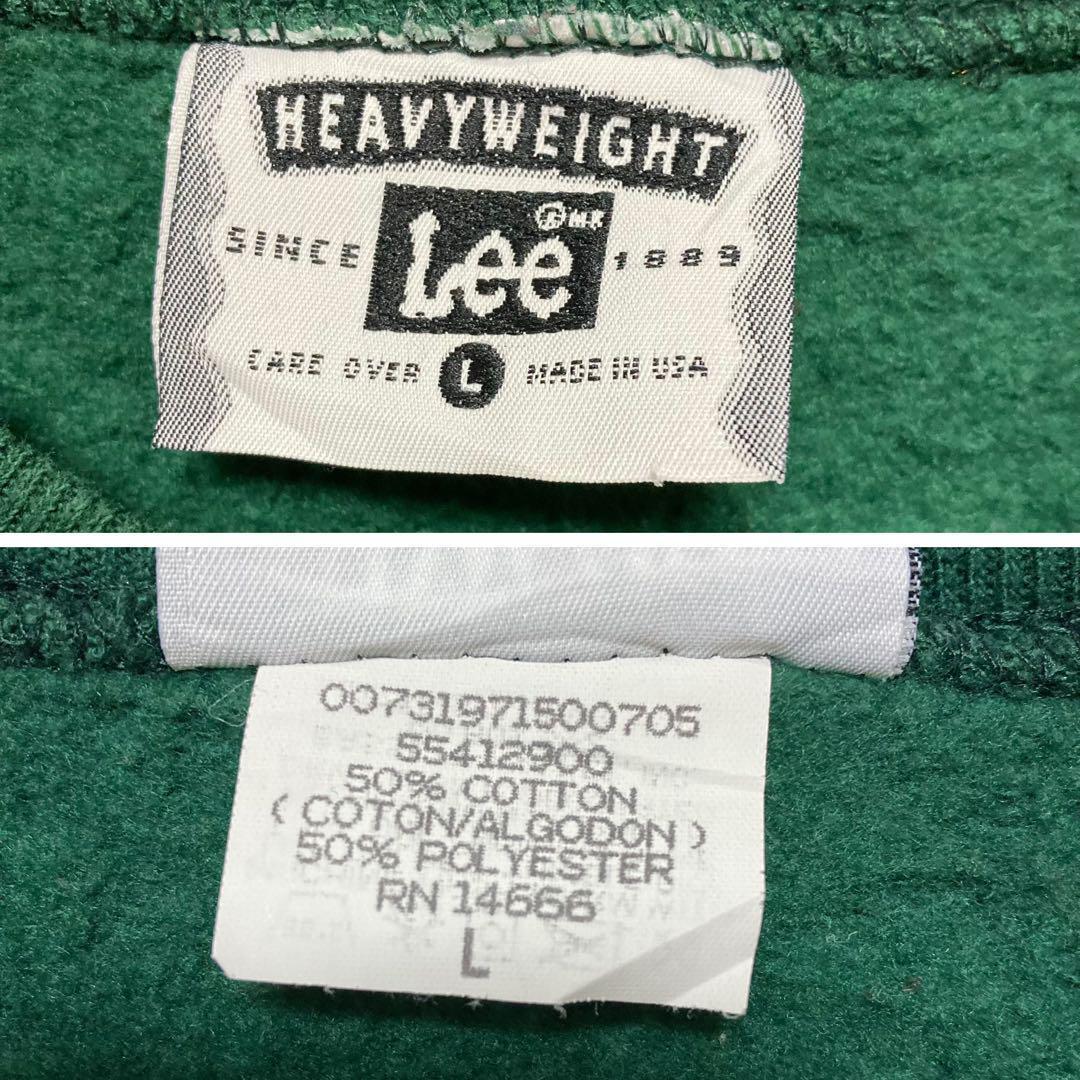 HEAVYWEIGHT
® MR
SINCE Lee 1889
CARE OVER L MADE IN USA
00731971500705
55412900
50% COTTON
( COTON/ALGODON )
50% POLYESTER
RN 14666
L